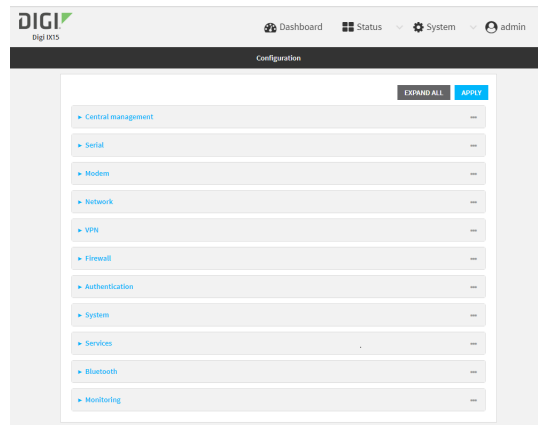 DIGI
Digi IX15
Dashboard Status System admin
Configuration
EXPAND ALL APPLY
Central management
Serial
Modem
Network
VPN
Firewall
Authentication
System
Services
Bluetooth
Monitoring